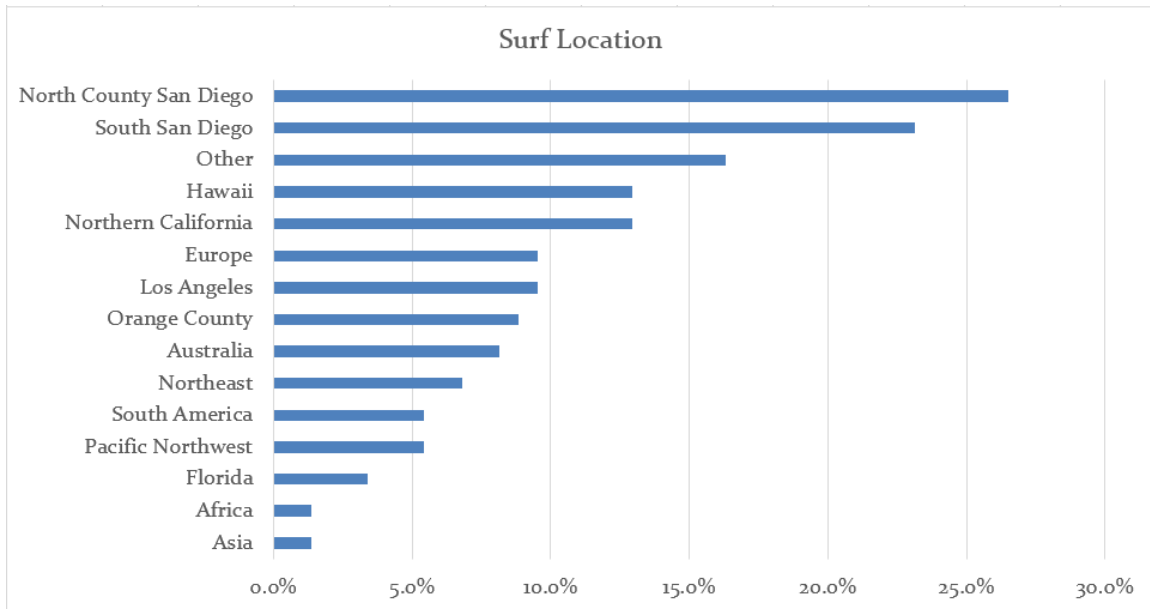 Surf Location
North County San Diego
South San Diego
Other
Hawaii
Northern California
Europe
Los Angeles
Orange County
Australia
Northeast
South America
Pacific Northwest
Florida
Africa
Asia
0.0% 5.0% 10.0% 15.0% 20.0% 25.0% 30.0%